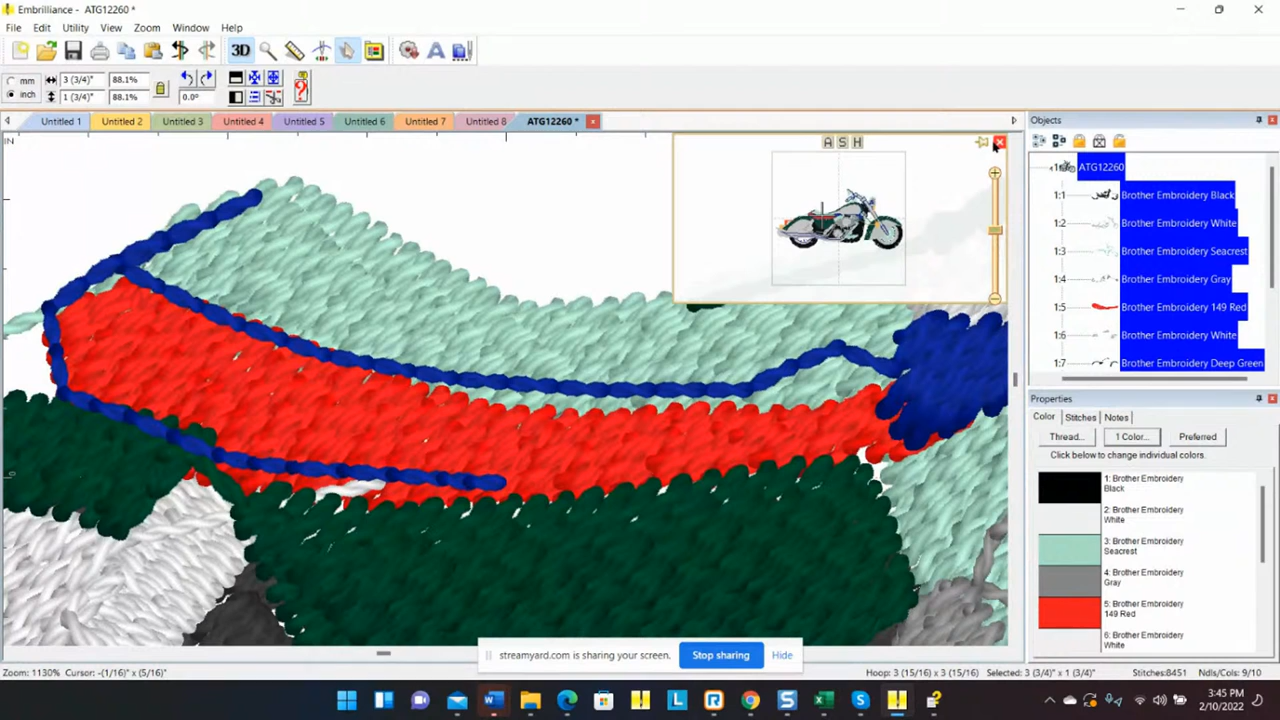 Embrilliance - ATG12260 *
File Edit Utility View Zoom Window Help
3D
mm 3 (3/4)" 88.1%
inch 1 (3/4)" 88.1% 0.0°
Untitled 1 Untitled 2 Untitled 3 Untitled 4 Untitled 5 Untitled 6 Untitled 7 Untitled 8 ATG12260 *
IN
A S H
Objects
ATG12260
1:1 Brother Embroidery Black
1:2 Brother Embroidery White
1:3 Brother Embroidery Seacrest
1:4 Brother Embroidery Gray
1:5 Brother Embroidery 149 Red
1:6 Brother Embroidery White
1:7 Brother Embroidery Deep Green
Properties
Color Stitches Notes
Thread... 1 Color... Preferred
Click below to change individual colors.
1: Brother Embroidery
Black
2: Brother Embroidery
White
3: Brother Embroidery
Seacrest
4: Brother Embroidery
Gray
5: Brother Embroidery
149 Red
6: Brother Embroidery
White
streamyard.com is sharing your screen. Stop sharing Hide
Zoom: 1130% Cursor: -(1/16)" x (5/16)" Hoop: 3 (15/16) x 3 (15/16) Selected: 3 (3/4)" x 1 (3/4)" Stitches:8451 Ndls/Cols: 9/10
3:45 PM
2/10/2022